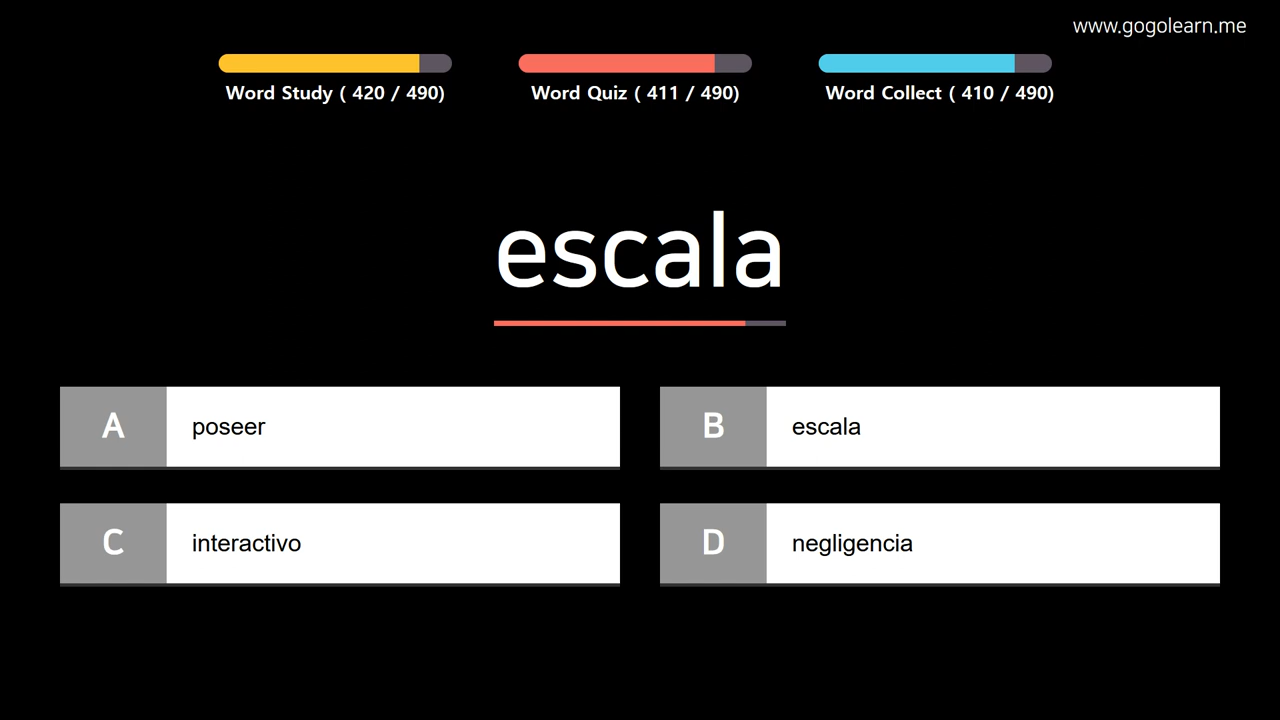 www.gogolearn.me
Word Study ( 420 / 490)
Word Quiz ( 411 / 490)
Word Collect ( 410 / 490)
escala
A poseer
B escala
C interactivo
D negligencia